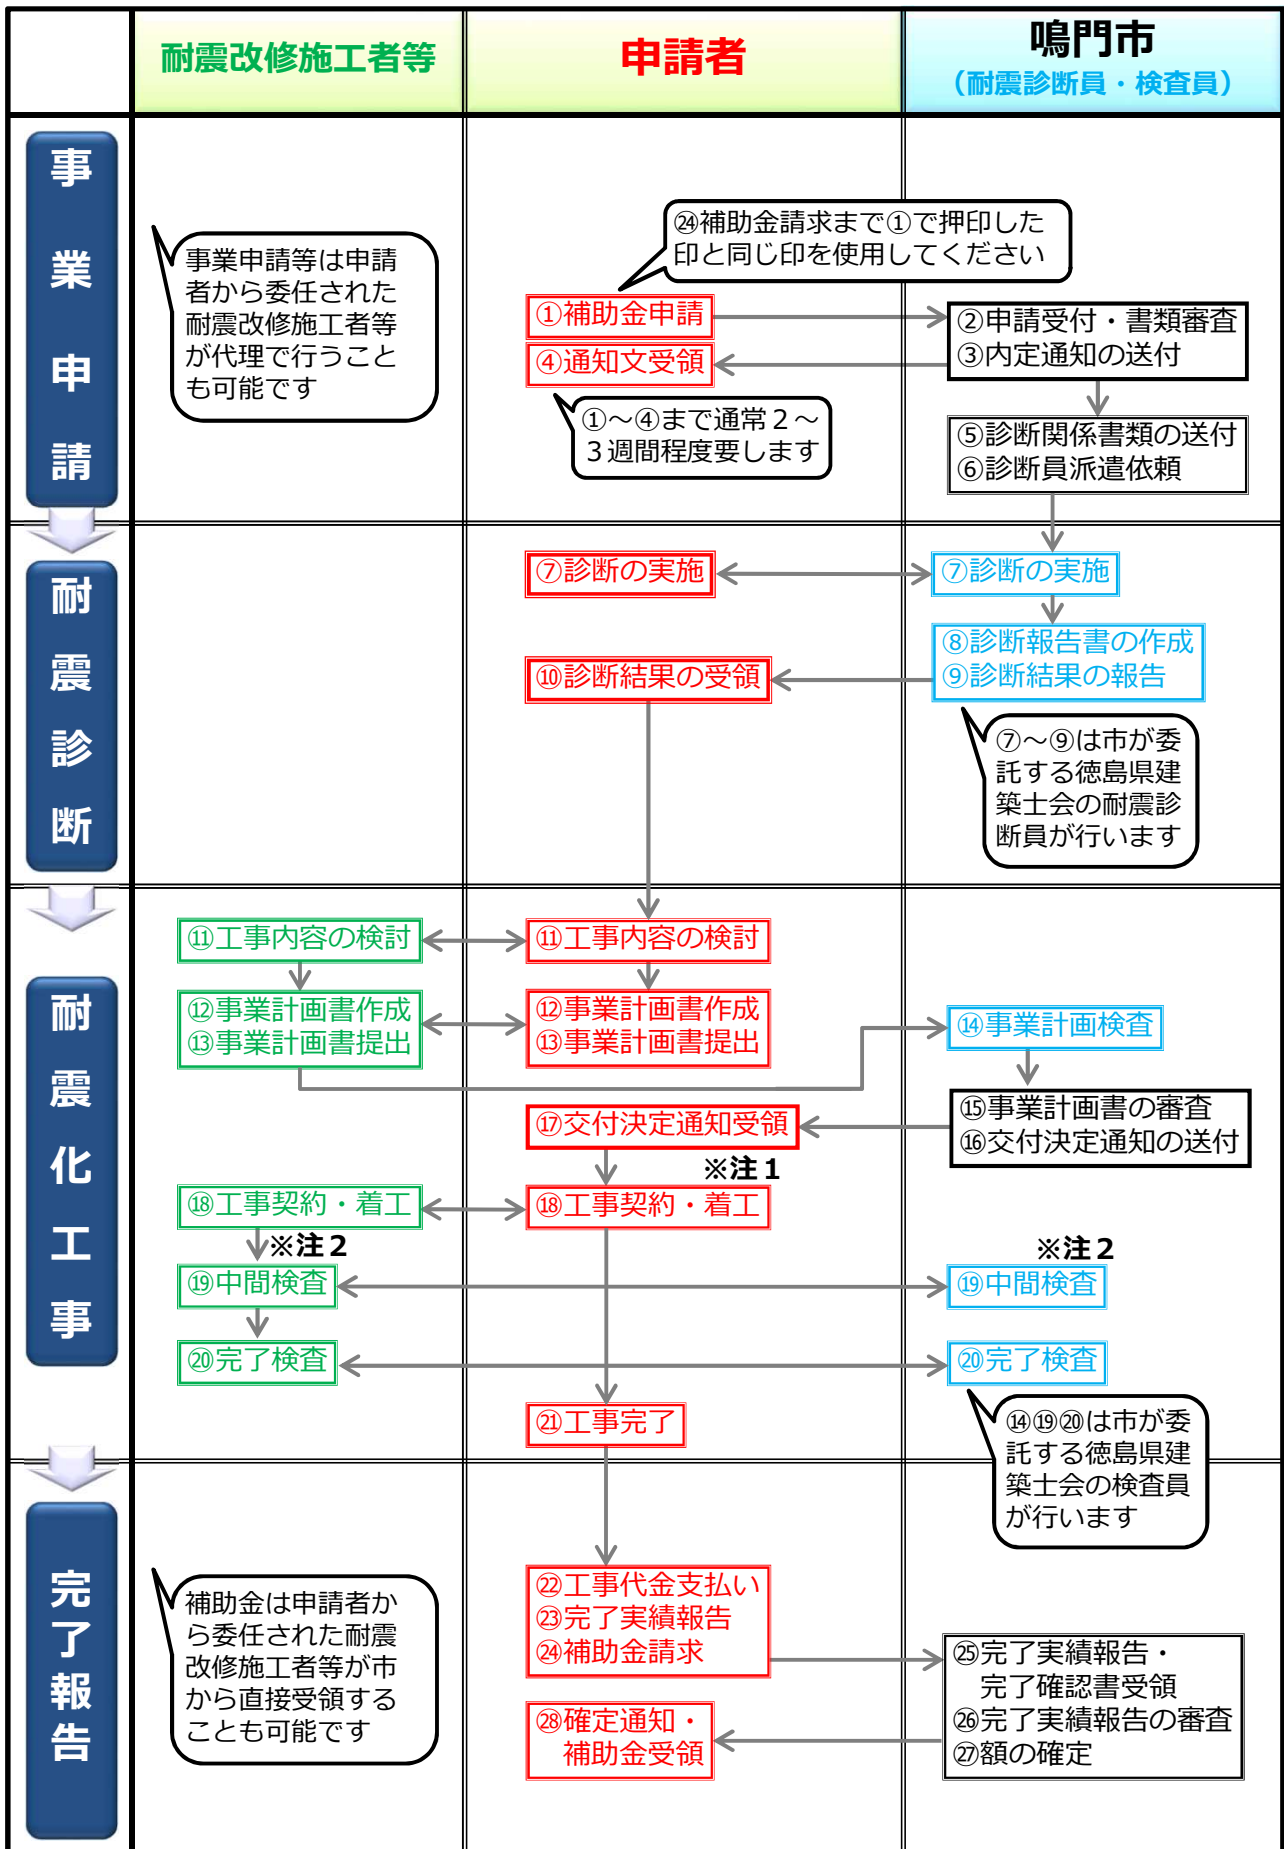 耐震改修施工者等
申請者
鳴門市
（耐震診断員・検査員）
事業申請
事業申請等は申請
者から委任された
耐震改修施工者等
が代理で行うこと
も可能です
㉔補助金請求まで①で押印した
印と同じ印を使用してください
①補助金申請
④通知文受領
①～④まで通常２～
３週間程度要します
②申請受付・書類審査
③内定通知の送付
⑤診断関係書類の送付
⑥診断員派遣依頼
耐震診断
⑦診断の実施
⑦診断の実施
⑧診断報告書の作成
⑨診断結果の報告
⑩診断結果の受領
⑦～⑨は市が委
託する徳島県建
築士会の耐震診
断員が行います
耐震化工事
⑪工事内容の検討
⑪工事内容の検討
⑫事業計画書作成
⑬事業計画書提出
⑫事業計画書作成
⑬事業計画書提出
⑭事業計画検査
⑮事業計画書の審査
⑯交付決定通知の送付
⑰交付決定通知受領
※注１
⑱工事契約・着工
⑱工事契約・着工
※注２
※注２
⑲中間検査
⑲中間検査
⑳完了検査
⑳完了検査
㉑工事完了
⑭⑲⑳は市が委
託する徳島県建
築士会の検査員
が行います
完了報告
補助金は申請者か
ら委任された耐震
改修施工者等が市
から直接受領する
ことも可能です
㉒工事代金支払い
㉓完了実績報告
㉔補助金請求
㉕完了実績報告・
完了確認書受領
㉖完了実績報告の審査
㉗額の確定
㉘確定通知・
補助金受領